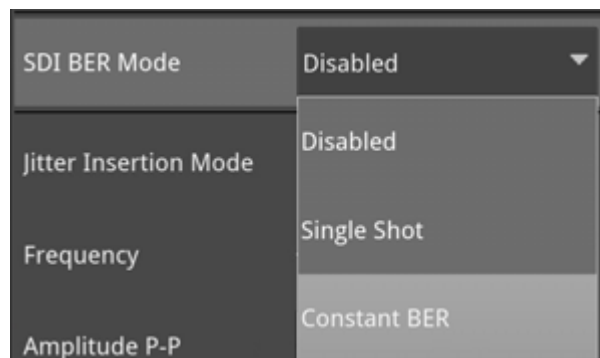 SDI BER Mode Disabled
Disabled
Jitter Insertion Mode
Single Shot
Frequency
Constant BER
Amplitude P-P